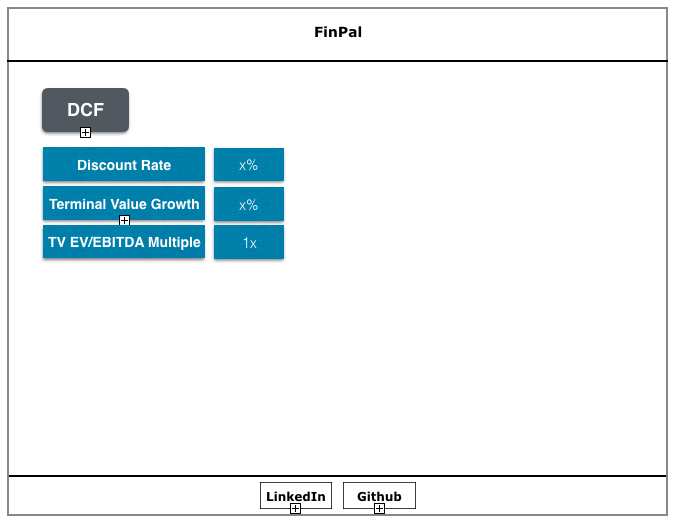 FinPal
DCF
Discount Rate x%
Terminal Value Growth x%
TV EV/EBITDA Multiple 1x
LinkedIn Github